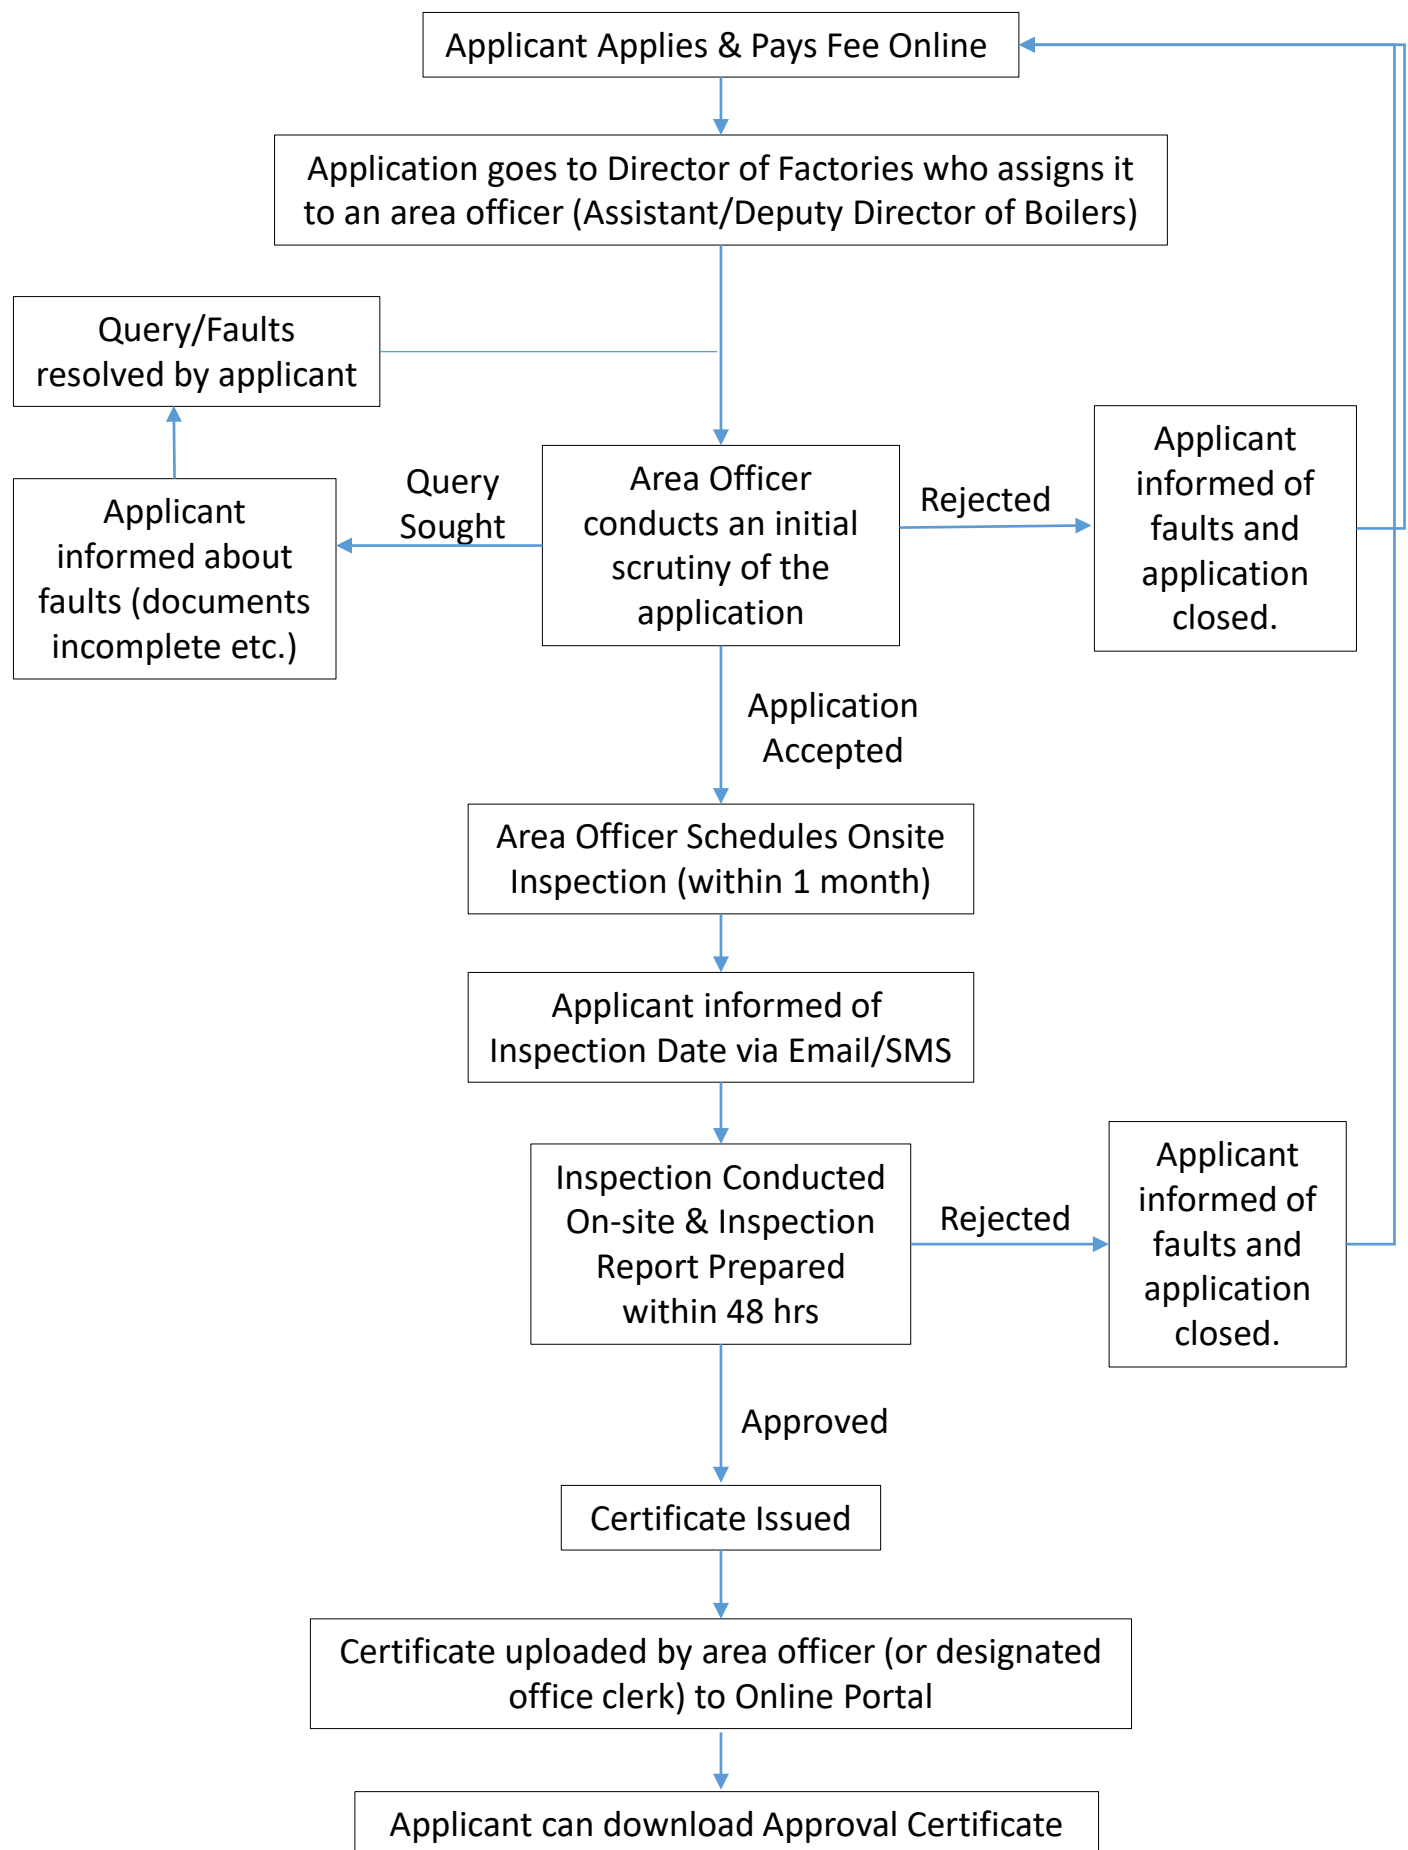 Applicant Applies & Pays Fee Online
Application goes to Director of Factories who assigns it
to an area officer (Assistant/Deputy Director of Boilers)
Query/Faults
resolved by applicant
Applicant
informed about
faults (documents
incomplete etc.)
Query
Sought
Area Officer
conducts an initial
scrutiny of the
application
Rejected
Applicant
informed of
faults and
application
closed.
Application
Accepted
Area Officer Schedules Onsite
Inspection (within 1 month)
Applicant informed of
Inspection Date via Email/SMS
Inspection Conducted
On-site & Inspection
Report Prepared
within 48 hrs
Rejected
Applicant
informed of
faults and
application
closed.
Approved
Certificate Issued
Certificate uploaded by area officer (or designated
office clerk) to Online Portal
Applicant can download Approval Certificate